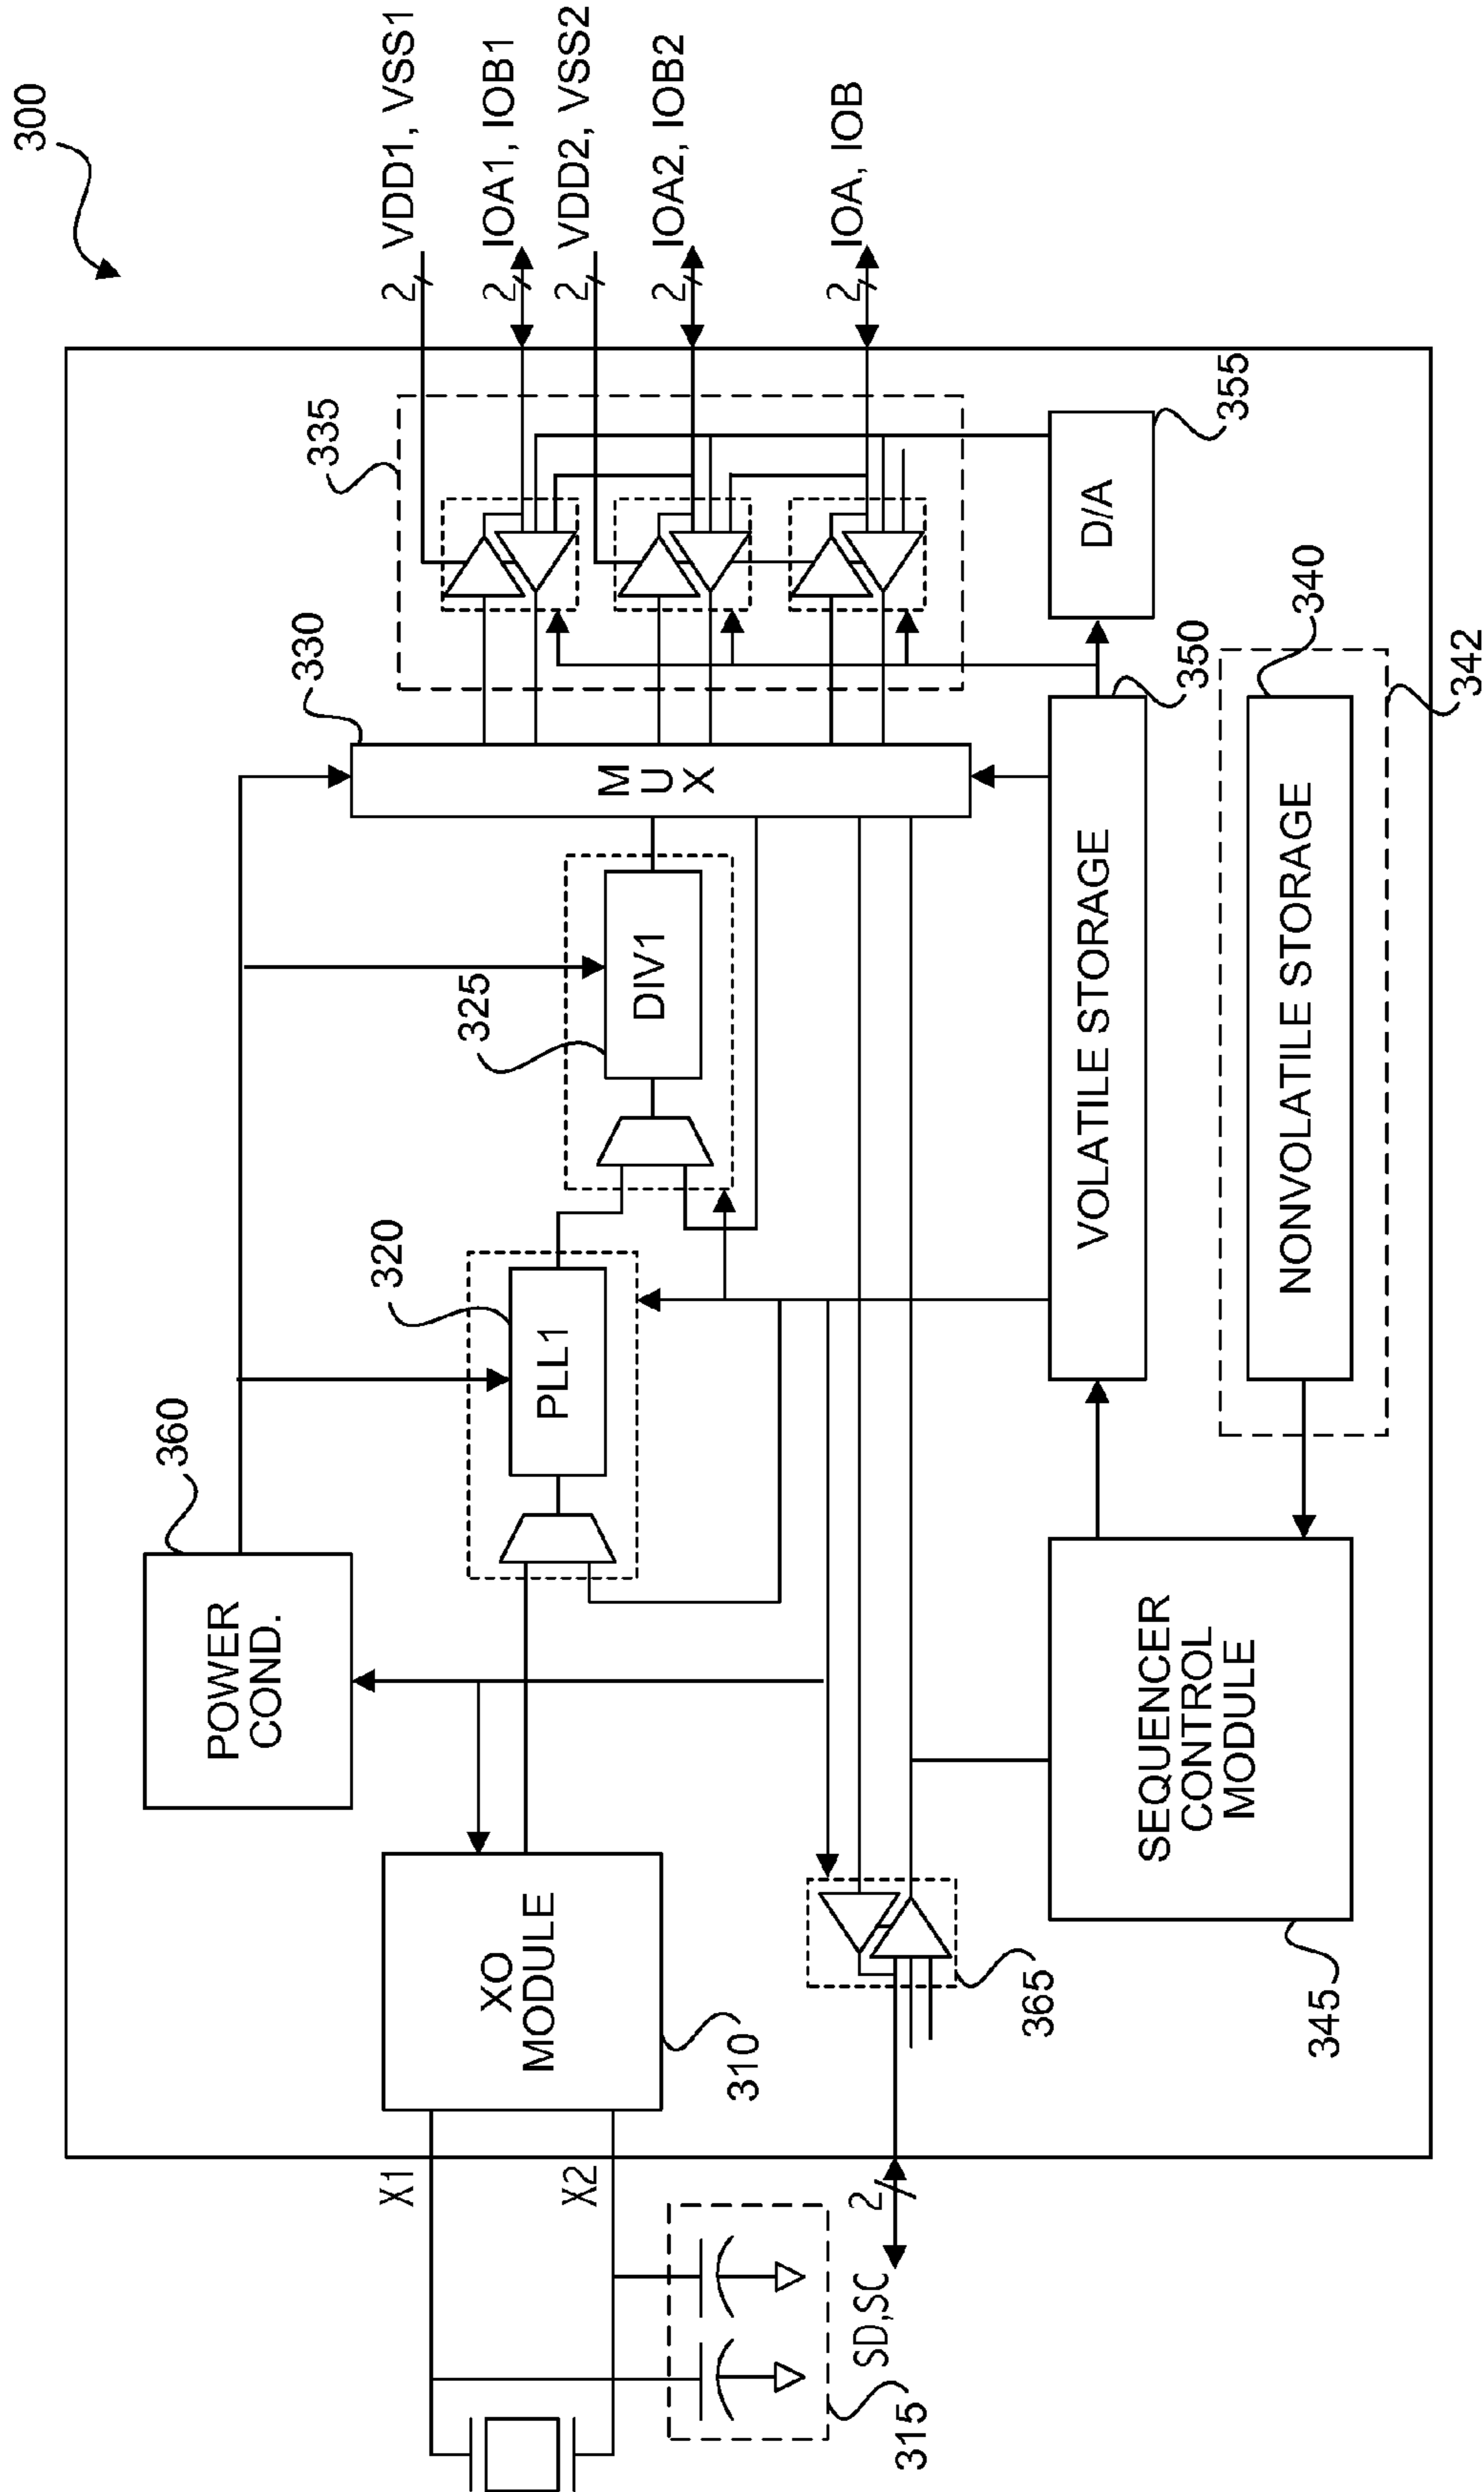 300
VDD1, VSS1
IOA1, IOB1
VDD2, VSS2
IOA2, IOB2
IOA, IOB
2
2
2
2
2
335
330
MUX
325
DIV1
320
PLL1
360
POWER
COND.
XO
MODULE
310
X1
X2
2
SD,SC
315
365
SEQUENCER
CONTROL
MODULE
345
VOLATILE STORAGE
350
D/A
355
NONVOLATILE STORAGE
340
342